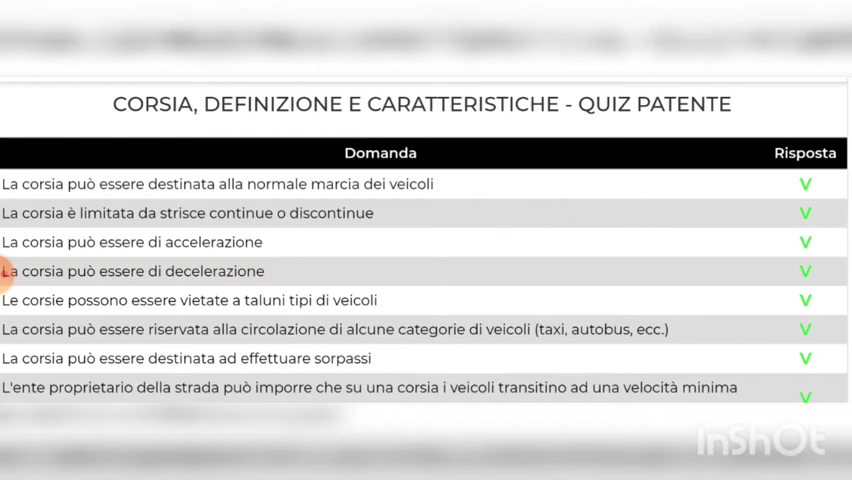 CORSIA, DEFINIZIONE E CARATTERISTICHE - QUIZ PATENTE
Domanda Risposta
La corsia può essere destinata alla normale marcia dei veicoli V
La corsia è limitata da strisce continue o discontinue V
La corsia può essere di accelerazione V
La corsia può essere di decelerazione V
Le corsie possono essere vietate a taluni tipi di veicoli V
La corsia può essere riservata alla circolazione di alcune categorie di veicoli (taxi, autobus, ecc.) V
La corsia può essere destinata ad effettuare sorpassi V
L'ente proprietario della strada può imporre che su una corsia i veicoli transitino ad una velocità minima V
InShOt